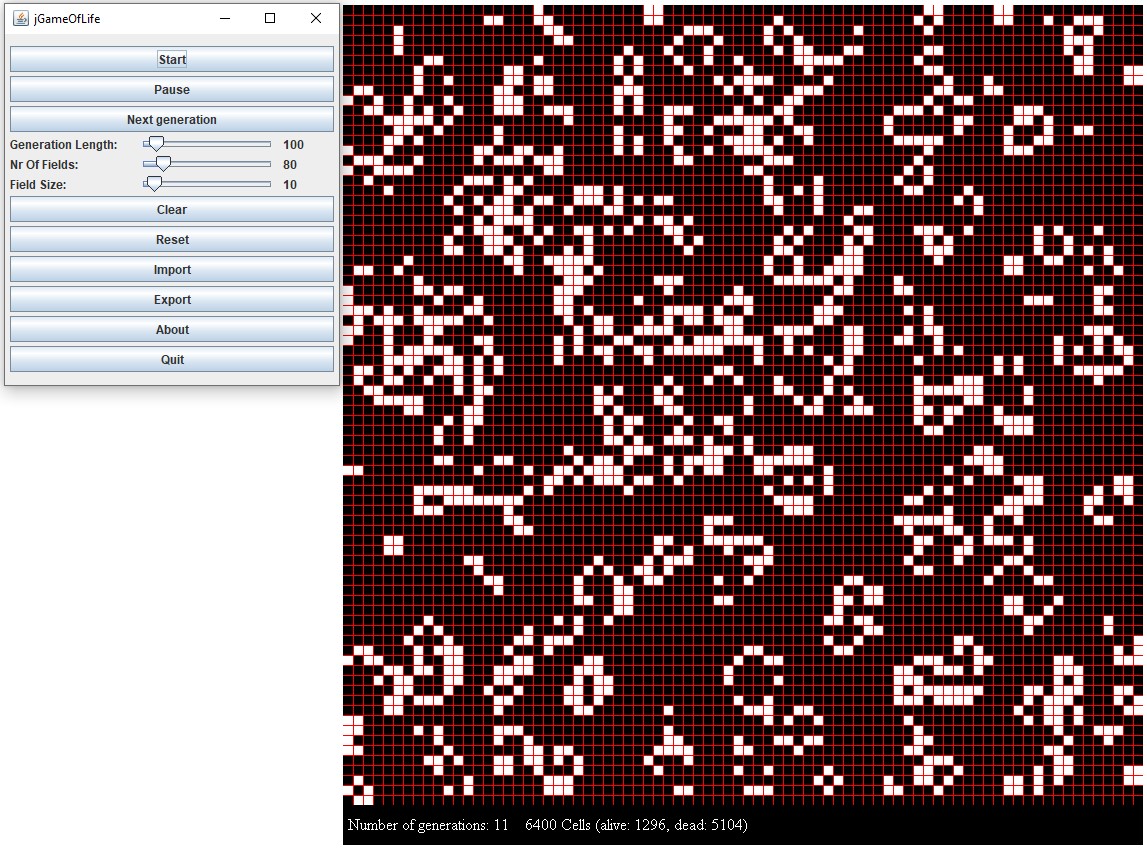 jGameOfLife
Start
Pause
Next generation
Generation Length: 100
Nr Of Fields: 80
Field Size: 10
Clear
Reset
Import
Export
About
Quit
Number of generations: 11 6400 Cells (alive: 1296, dead: 5104)